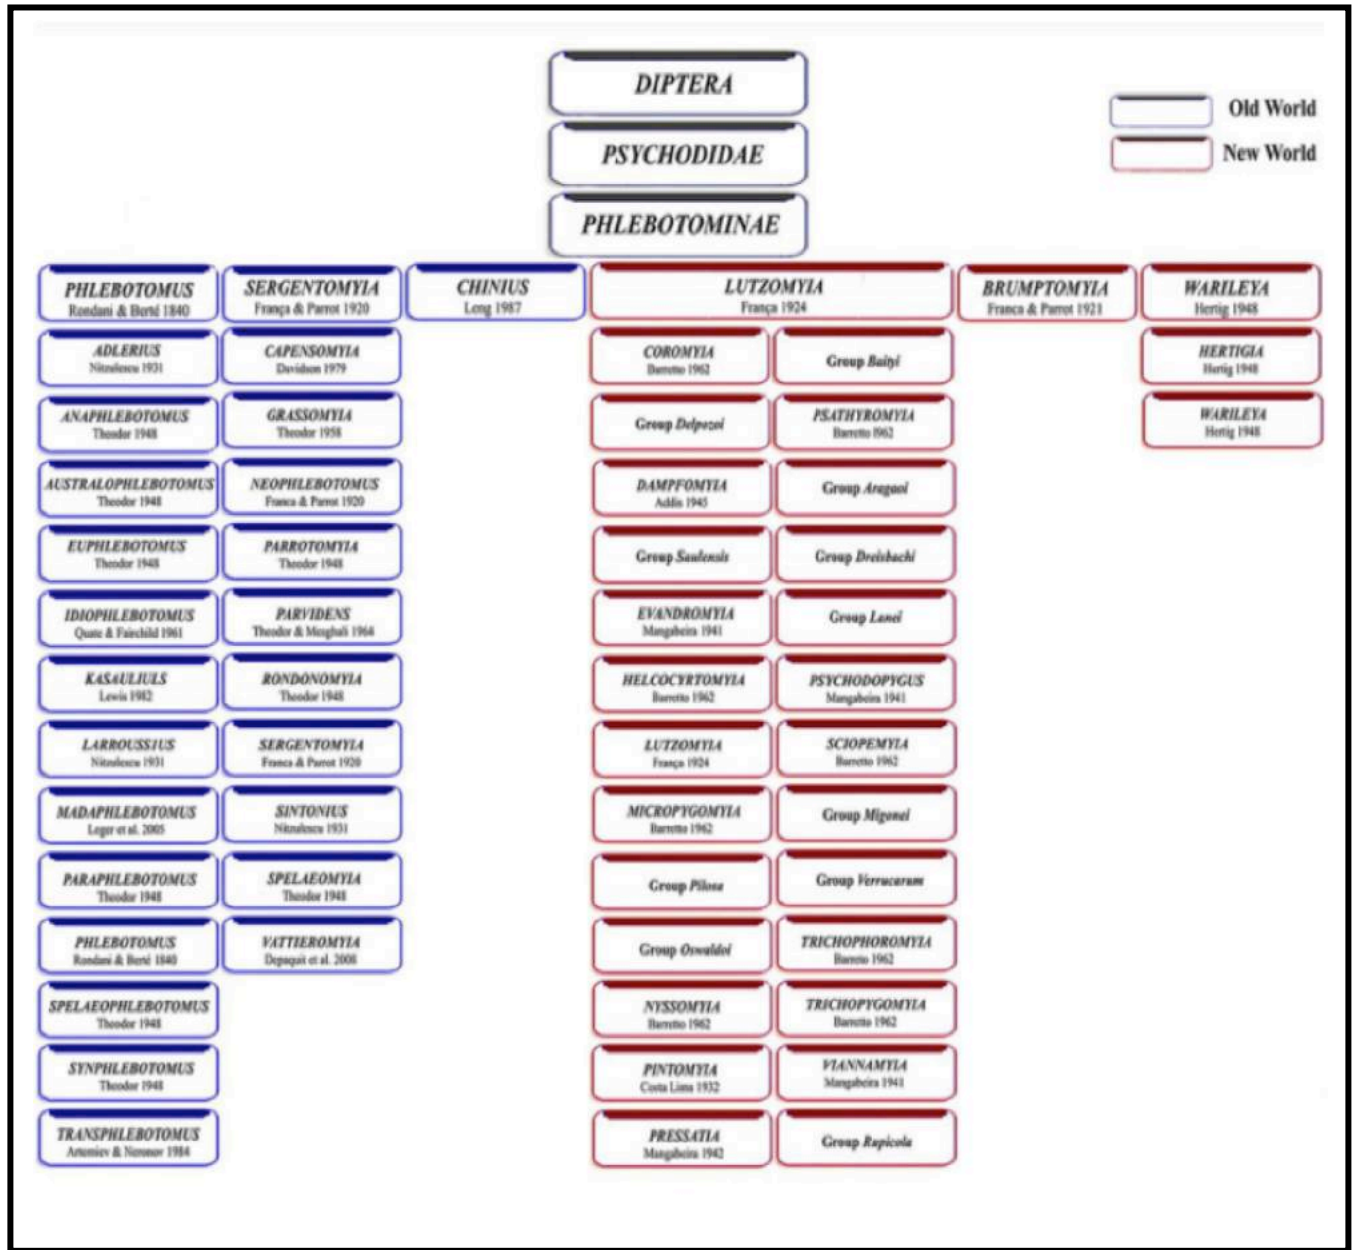 DIPTERA
PSYCHODIDAE
PHLEBOTOMINAE
Old World
New World
PHLEBOTOMUS
Rondani & Berté 1840
SERGENTOMYIA
França & Parrot 1920
CHINIUS
Leng 1987
LUTZOMYIA
França 1924
BRUMPTOMYIA
Franca & Parrot 1921
WARILEYA
Hertig 1948
ADLERIUS
Nitzulescu 1931
ANAPHLEBOTOMUS
Theodor 1948
AUSTRALOPHLEBOTOMUS
Theodor 1948
EUPHLEBOTOMUS
Theodor 1948
IDIOPHLEBOTOMUS
Quate & Fairchild 1961
KASAULIULS
Lewis 1982
LARROUSSIUS
Nitzulescu 1931
MADAPHLEBOTOMUS
Leger et al. 2005
PARAPHLEBOTOMUS
Theodor 1948
PHLEBOTOMUS
Rondani & Berté 1840
SPELAEOPHLEBOTOMUS
Theodor 1948
SYNPHLEBOTOMUS
Theodor 1948
TRANSPHLEBOTOMUS
Artemiev & Neronov 1984
CAPENSOMYIA
Davidson 1979
GRASSOMYIA
Theodor 1958
NEOPHLEBOTOMUS
Franca & Parrot 1920
PARROTOMYIA
Theodor 1948
PARVIDENS
Theodor & Mesghali 1964
RONDONOMYIA
Theodor 1948
SERGENTOMYIA
Franca & Parrot 1920
SINTONIUS
Nitzulescu 1931
SPELAEOMYIA
Theodor 1948
VATTIEROMYIA
Depaquit et al. 2008
COROMYIA
Barretto 1962
Group Delpozoi
DAMPFOMYIA
Addis 1945
Group Saulensis
EVANDROMYIA
Mangabeira 1941
HELCOCYRTOMYIA
Barretto 1962
LUTZOMYIA
França 1924
MICROPYGOMYIA
Barretto 1962
Group Pilosa
Group Oswaldoi
NYSSOMYIA
Barretto 1962
PINTOMYIA
Costa Lima 1932
PRESSATIA
Mangabeira 1942
Group Baityi
PSATHYROMYIA
Barretto 1962
Group Aragaoi
Group Dreisbachi
Group Lanei
PSYCHODOPYGUS
Mangabeira 1941
SCIOPEMYIA
Barretto 1962
Group Migonei
Group Verrucarum
TRICHOPHOROMYIA
Barreto 1962
TRICHOPYGOMYIA
Barretto 1962
VIANNAMYIA
Mangabeira 1941
Group Rupicola
HERTIGIA
Hertig 1948
WARILEYA
Hertig 1948